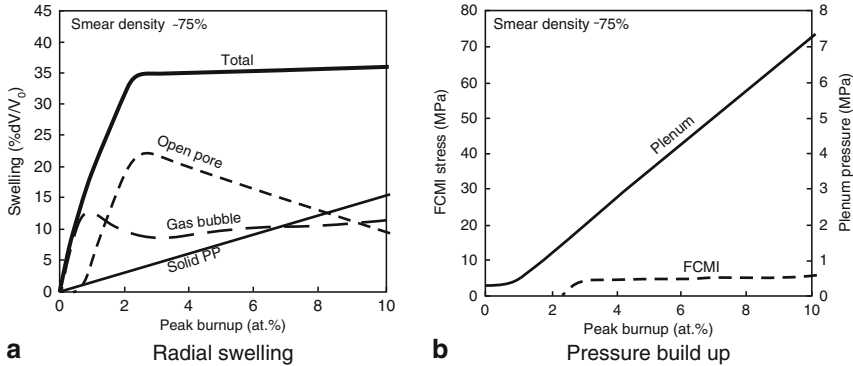 Smear density ~75%
Total
Open pore
Gas bubble
Solid PP
Swelling (%dV/V₀)
45
40
35
30
25
20
15
10
5
0
0 2 4 6 8 10
Peak burnup (at.%)
a Radial swelling
Smear density ~75%
Plenum
FCMI
FCMI stress (MPa)
80
70
60
50
40
30
20
10
0
Plenum pressure (MPa)
8
7
6
5
4
3
2
1
0
0 2 4 6 8 10
Peak burnup (at.%)
b Pressure build up